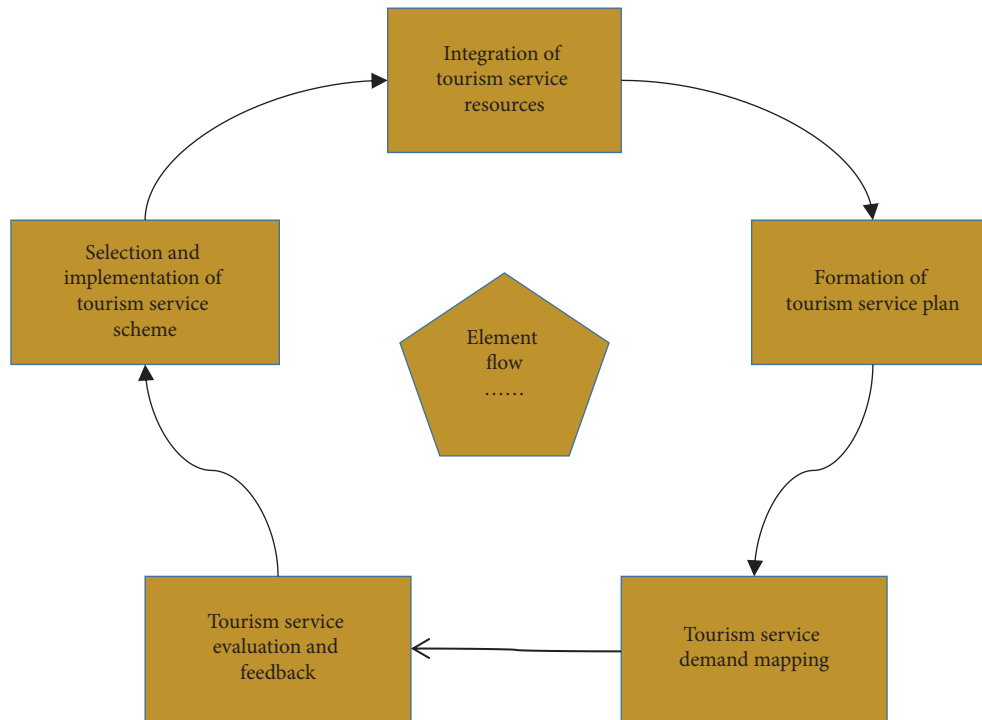 Integration of
tourism service
resources
Selection and
implementation of
tourism service
scheme
Formation of
tourism service plan
Element
flow
......
Tourism service
evaluation and
feedback
Tourism service
demand mapping